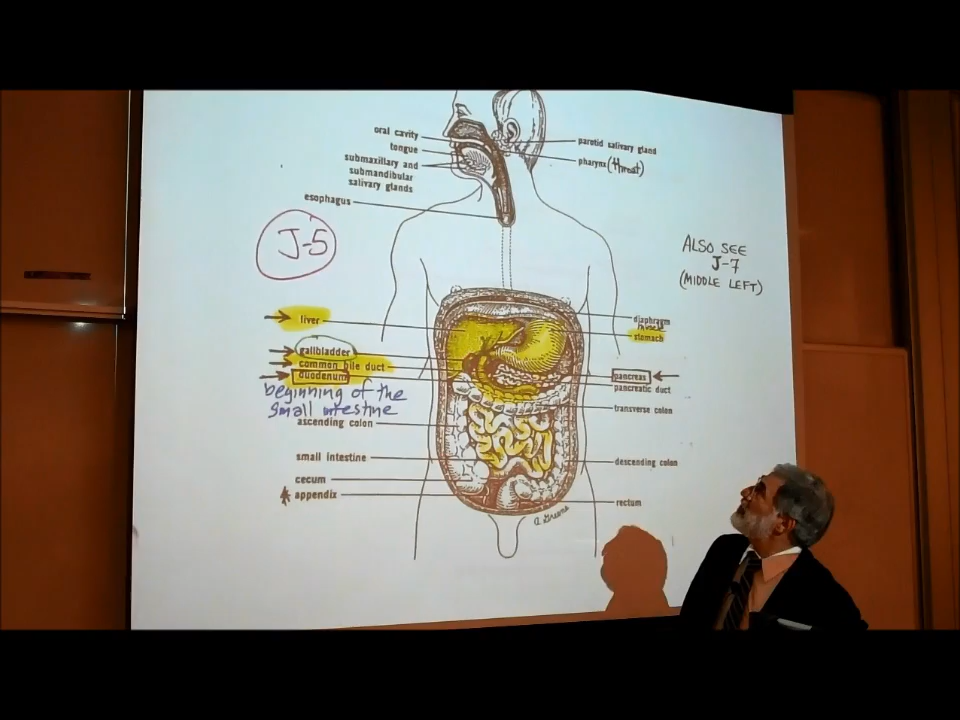 oral cavity
tongue
submaxillary and
submandibular
salivary glands
esophagus
parotid salivary gland
pharynx (throat)
J-5
ALSO SEE
J-7
(MIDDLE LEFT)
liver
gallbladder
common bile duct
duodenum
beginning of the
small intestine
ascending colon
small intestine
cecum
appendix
diaphragm
muscle
stomach
pancreas
pancreatic duct
transverse colon
descending colon
rectum
A. Greene